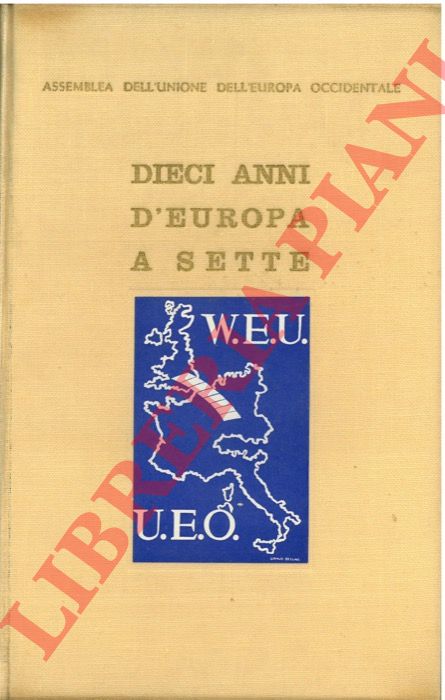 ASSEMBLEA DELL'UNIONE DELL'EUROPA OCCIDENTALE
DIECI ANNI
D'EUROPA
A SETTE
W.E.U.
U.E.O.
LIBRERIA PIANI